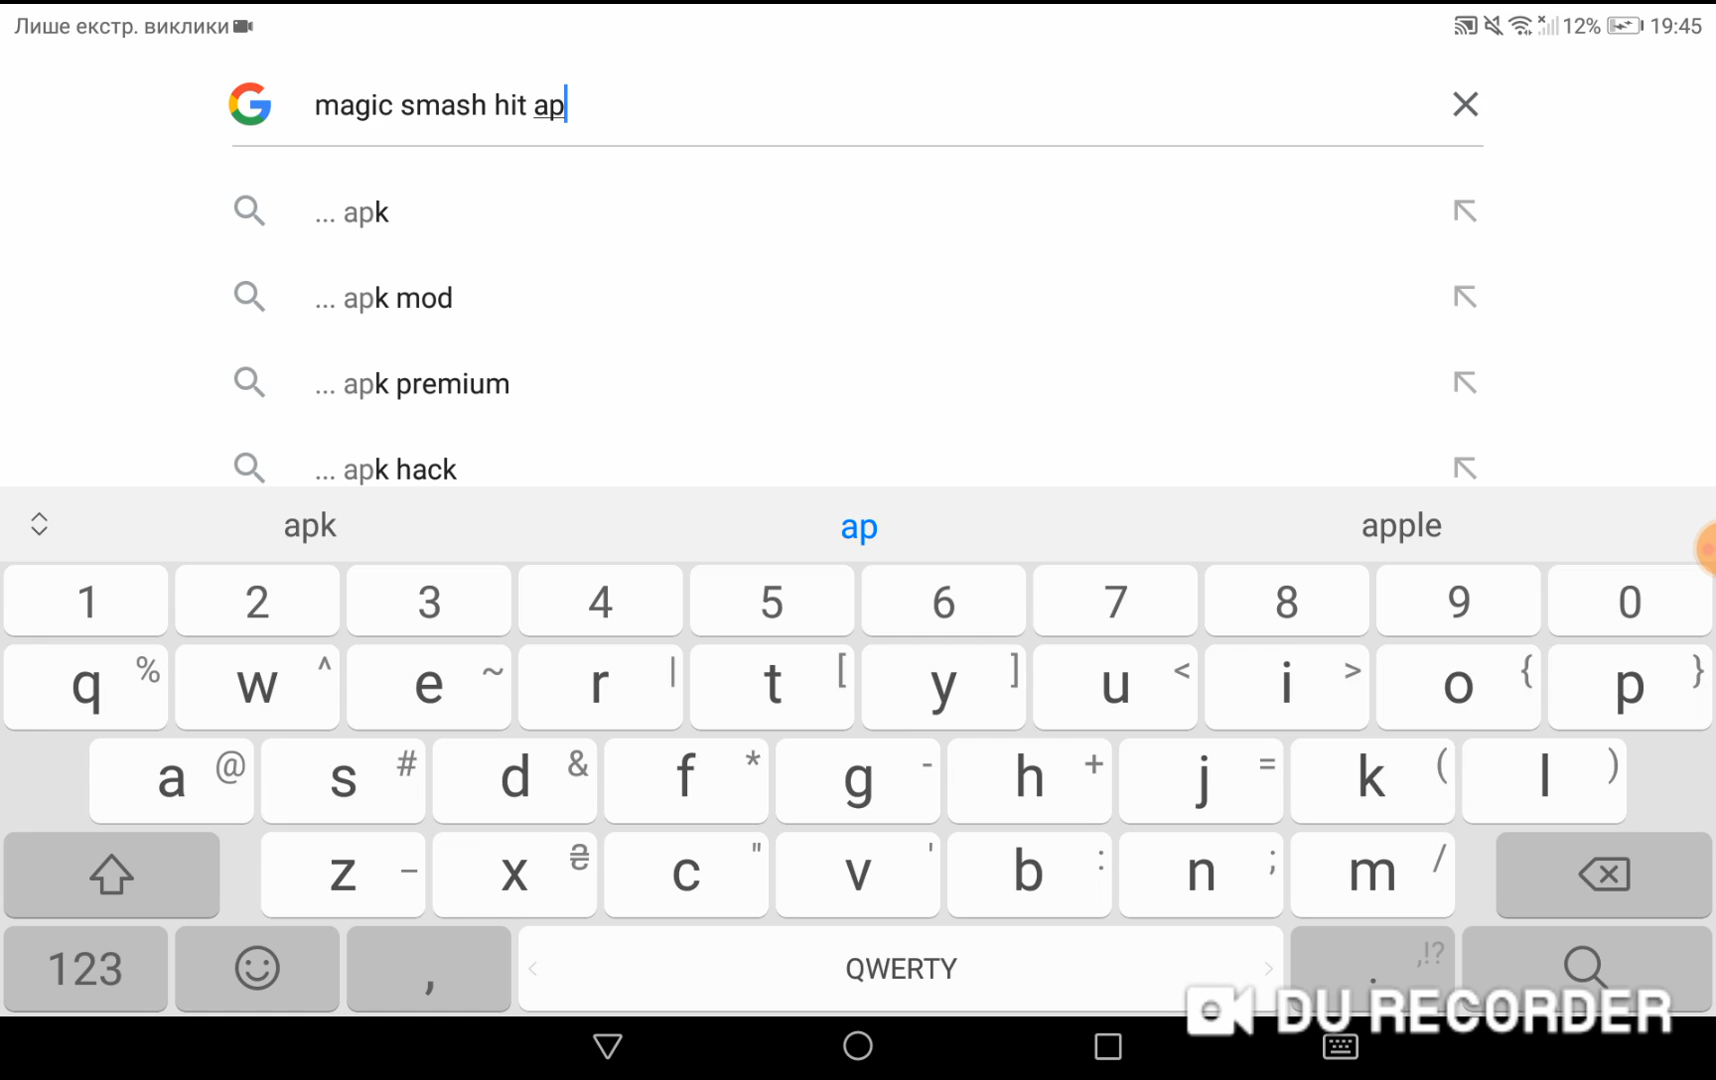 Лише екстр. виклики 12% 19:45
magic smash hit ap
... apk
... apk mod
... apk premium
... apk hack
apk ap apple
1 2 3 4 5 6 7 8 9 0
q % w ^ e ~ r | t [ y ] u < i > o { p }
a @ s # d & f * g - h + j = k ( l )
z _ x ₴ c " v ' b : n ; m /
123 , < QWERTY > . ,!?
DU RECORDER